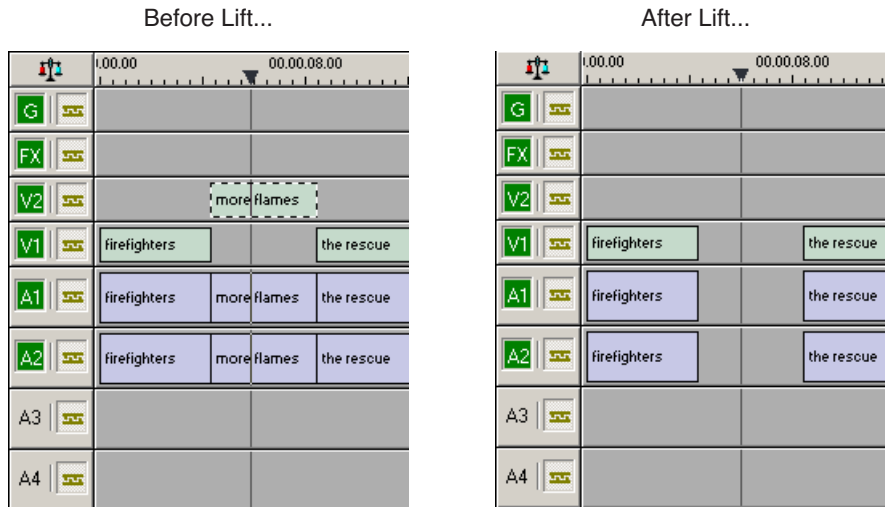 Before Lift...
After Lift...
00.00 00.00.08.00
G
FX
V2 more flames
V1 firefighters the rescue
A1 firefighters more flames the rescue
A2 firefighters more flames the rescue
A3
A4
00.00 00.00.08.00
G
FX
V2
V1 firefighters the rescue
A1 firefighters the rescue
A2 firefighters the rescue
A3
A4